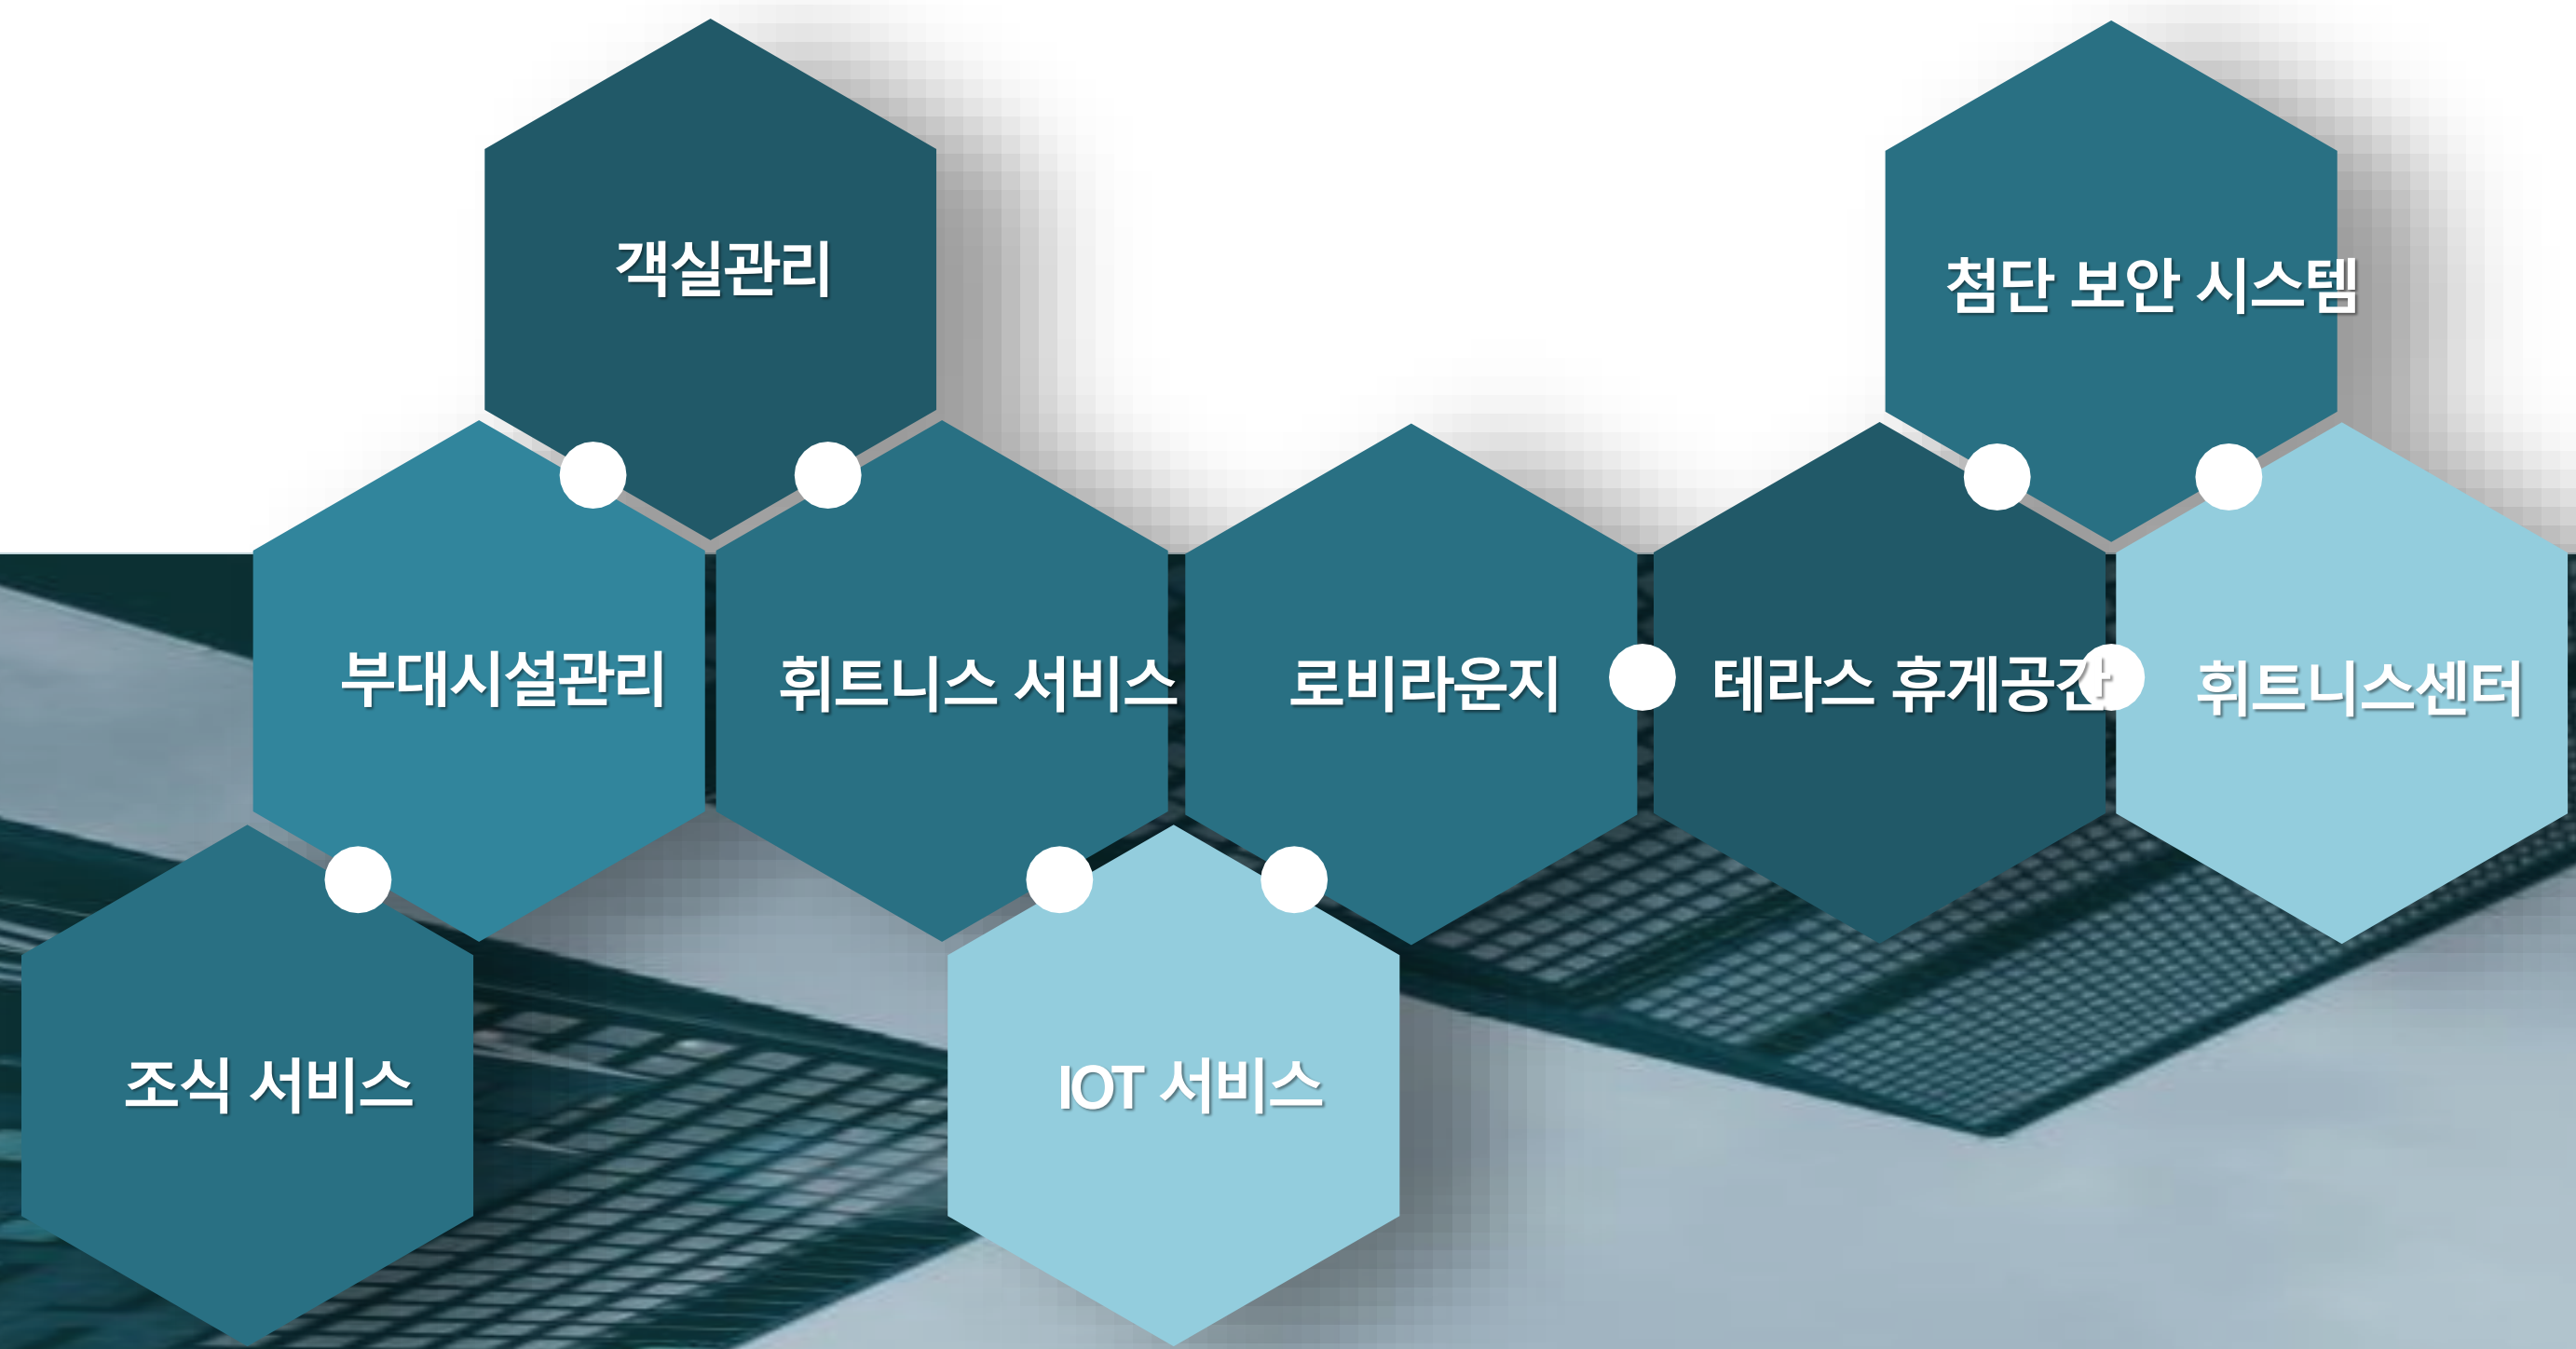 객실관리
첨단 보안 시스템
부대시설관리
휘트니스 서비스
로비라운지
테라스 휴게공간
휘트니스센터
조식 서비스
IOT 서비스